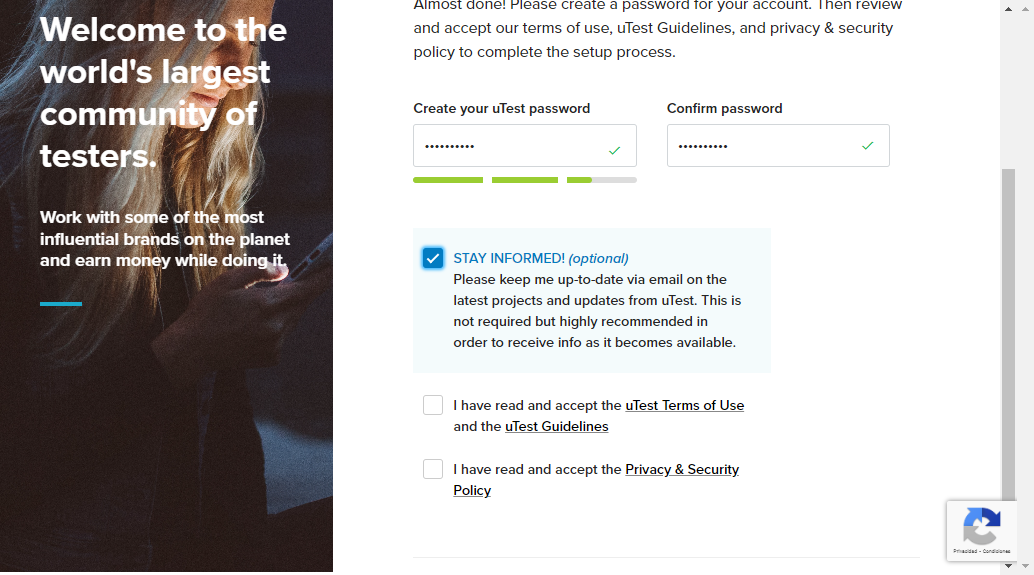 Welcome to the
world's largest
community of
testers.
Work with some of the most
influential brands on the planet
and earn money while doing it.
Almost done! Please create a password for your account. Then review
and accept our terms of use, uTest Guidelines, and privacy & security
policy to complete the setup process.
Create your uTest password
Confirm password
STAY INFORMED! (optional)
Please keep me up-to-date via email on the
latest projects and updates from uTest. This is
not required but highly recommended in
order to receive info as it becomes available.
I have read and accept the uTest Terms of Use
and the uTest Guidelines
I have read and accept the Privacy & Security
Policy
Privacidad - Condiciones